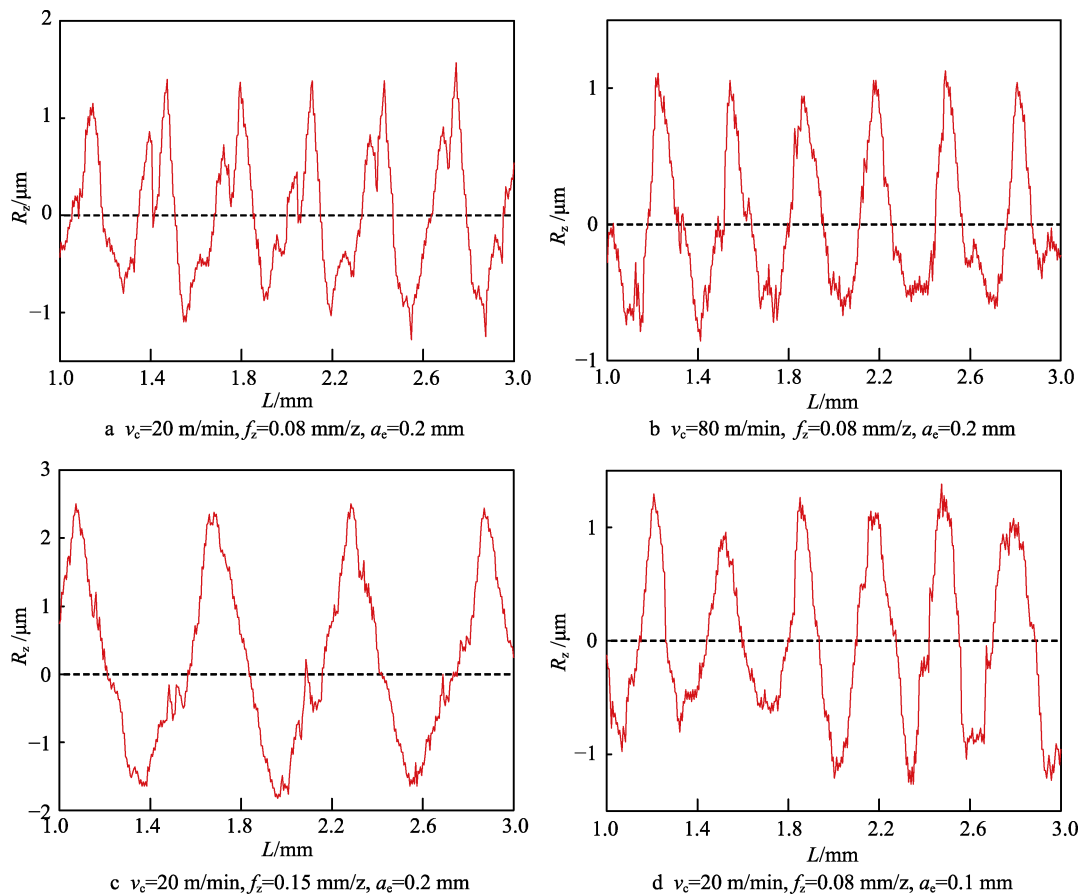 2
1
0
−1
R_z/μm
1.0 1.4 1.8 2.2 2.6 3.0
L/mm
a v_c=20 m/min, f_z=0.08 mm/z, a_e=0.2 mm
1
0
−1
R_z/μm
1.0 1.4 1.8 2.2 2.6 3.0
L/mm
b v_c=80 m/min, f_z=0.08 mm/z, a_e=0.2 mm
3
2
1
0
−1
−2
R_z/μm
1.0 1.4 1.8 2.2 2.6 3.0
L/mm
c v_c=20 m/min, f_z=0.15 mm/z, a_e=0.2 mm
1
0
−1
R_z/μm
1.0 1.4 1.8 2.2 2.6 3.0
L/mm
d v_c=20 m/min, f_z=0.08 mm/z, a_e=0.1 mm